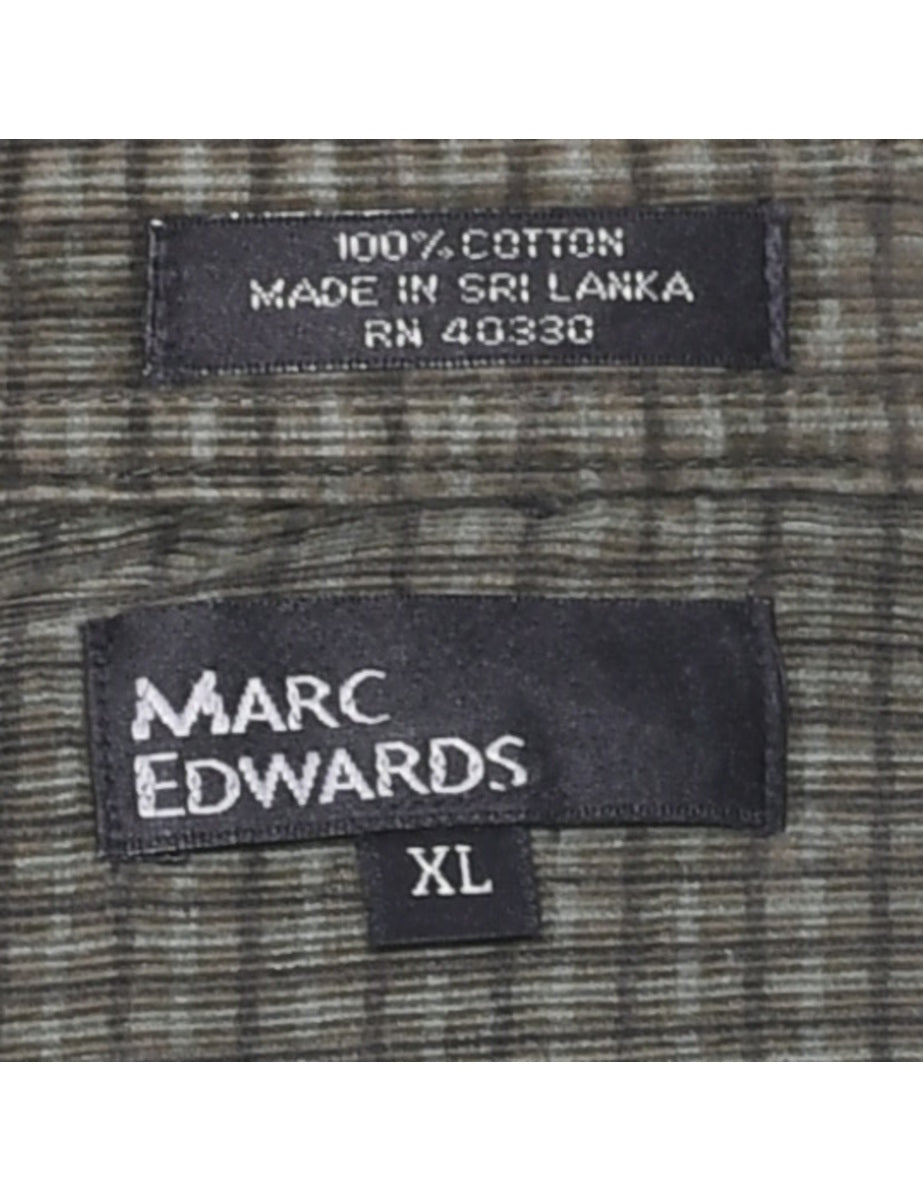 100% COTTON
MADE IN SRI LANKA
RN 40330
MARC
EDWARDS
XL